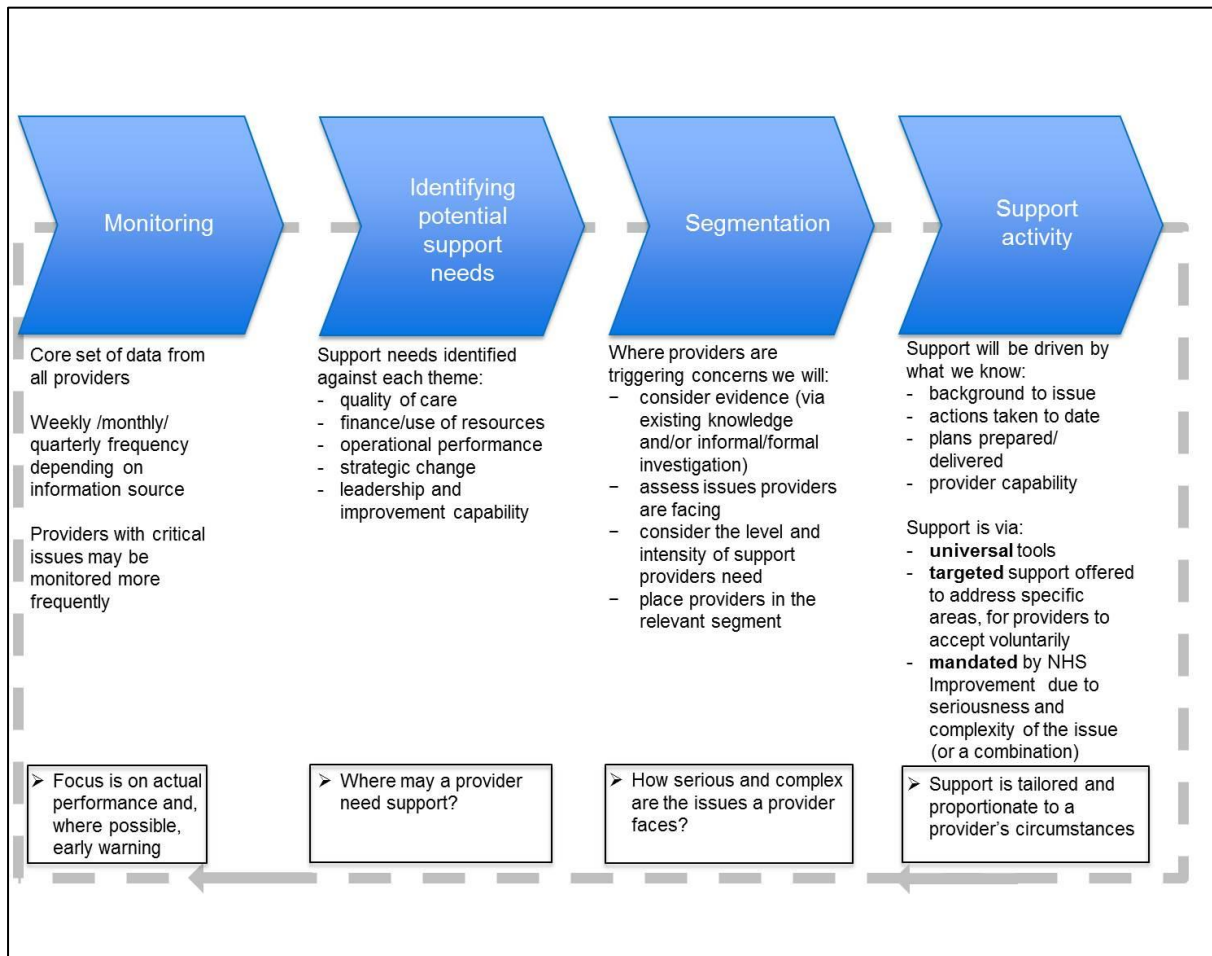 Monitoring
Core set of data from
all providers
Weekly /monthly/
quarterly frequency
depending on
information source
Providers with critical
issues may be
monitored more
frequently
➢ Focus is on actual
performance and,
where possible,
early warning
Identifying
potential
support
needs
Support needs identified
against each theme:
- quality of care
- finance/use of resources
- operational performance
- strategic change
- leadership and
improvement capability
➢ Where may a provider
need support?
Segmentation
Where providers are
triggering concerns we will:
− consider evidence (via
existing knowledge
and/or informal/formal
investigation)
− assess issues providers
are facing
− consider the level and
intensity of support
providers need
− place providers in the
relevant segment
➢ How serious and complex
are the issues a provider
faces?
Support
activity
Support will be driven by
what we know:
- background to issue
- actions taken to date
- plans prepared/
delivered
- provider capability
Support is via:
- universal tools
- targeted support offered
to address specific
areas, for providers to
accept voluntarily
- mandated by NHS
Improvement due to
seriousness and
complexity of the issue
(or a combination)
➢ Support is tailored and
proportionate to a
provider’s circumstances